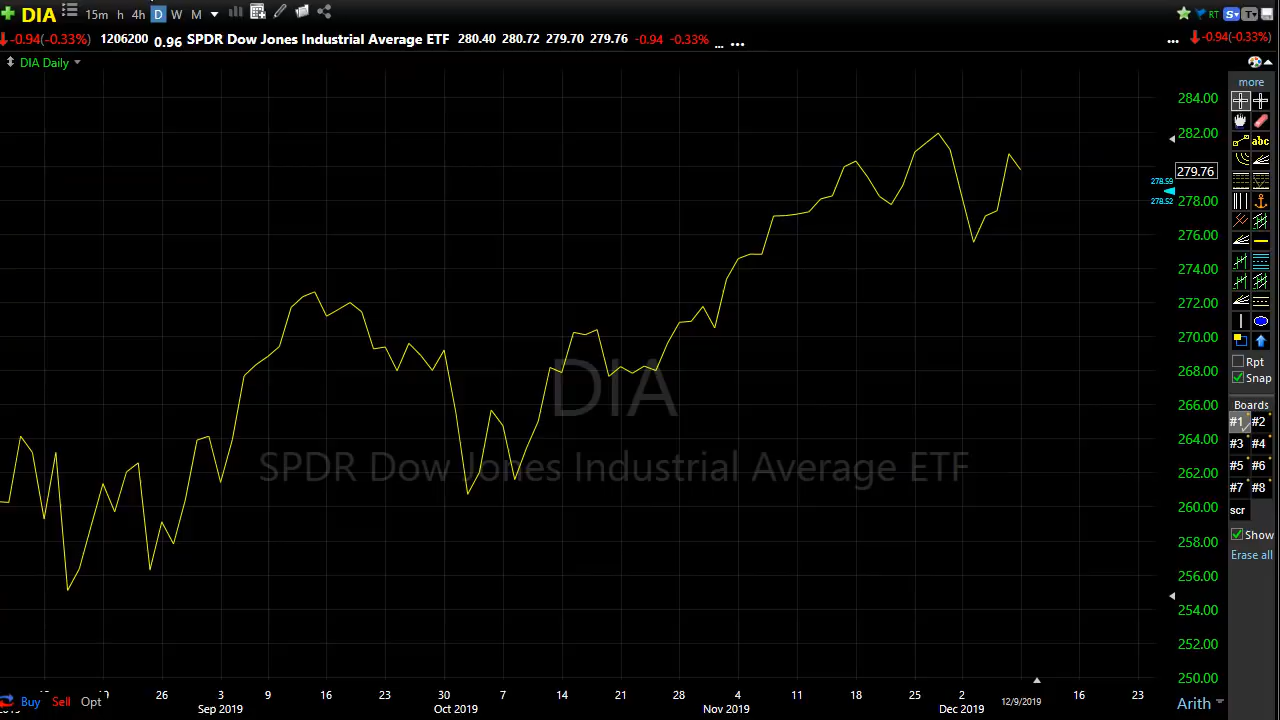 DIA 15m h 4h D W M RT S T
-0.94(-0.33%) 1206200 0.96 SPDR Dow Jones Industrial Average ETF 280.40 280.72 279.70 279.76 -0.94 -0.33% ... ... ... -0.94(-0.33%)
DIA Daily
more
284.00
282.00
279.76
278.59
278.52
278.00
276.00
274.00
272.00
270.00
268.00
266.00
264.00
262.00
260.00
258.00
256.00
254.00
252.00
250.00
abc
Rpt
Snap
Boards
#1 #2
#3 #4
#5 #6
#7 #8
scr
Show
Erase all
DIA
SPDR Dow Jones Industrial Average ETF
26 3 9 16 23 30 7 14 21 28 4 11 18 25 2 16 23
Sep 2019 Oct 2019 Nov 2019 Dec 2019 12/9/2019
Buy Sell Opt
Arith